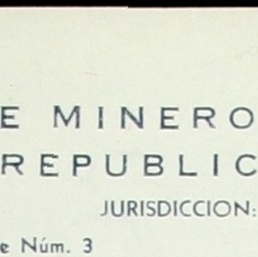 E MINERO
REPUBLIC
JURISDICCION:
e Núm. 3